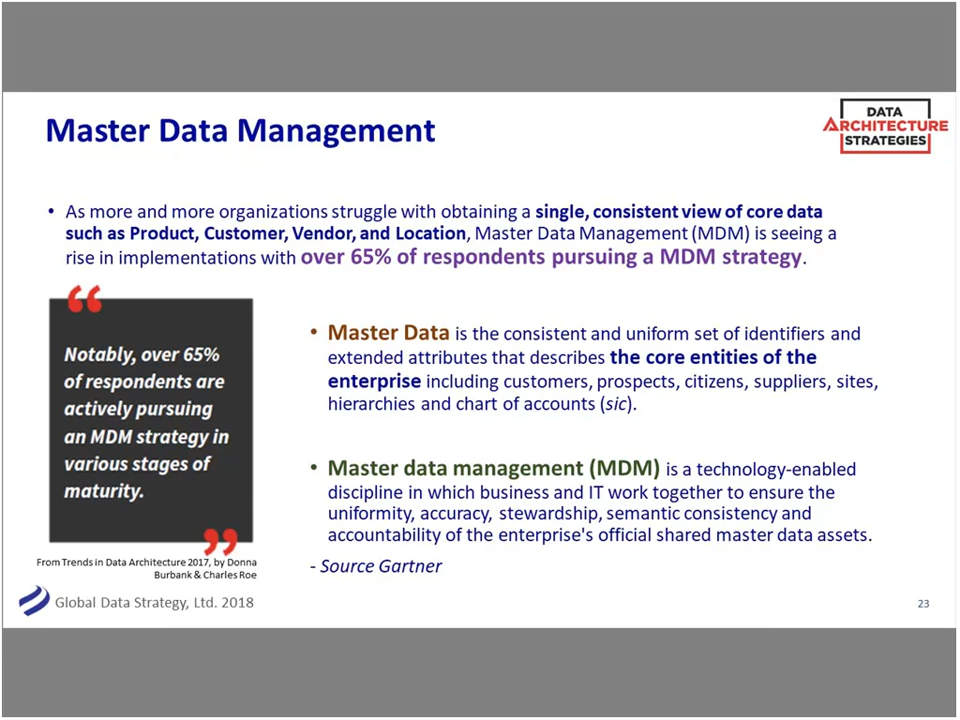 Master Data Management
DATA
ARCHITECTURE
STRATEGIES
• As more and more organizations struggle with obtaining a single, consistent view of core data
such as Product, Customer, Vendor, and Location, Master Data Management (MDM) is seeing a
rise in implementations with over 65% of respondents pursuing a MDM strategy.
“
Notably, over 65%
of respondents are
actively pursuing
an MDM strategy in
various stages of
maturity.
”
From Trends in Data Architecture 2017, by Donna
Burbank & Charles Roe
• Master Data is the consistent and uniform set of identifiers and
extended attributes that describes the core entities of the
enterprise including customers, prospects, citizens, suppliers, sites,
hierarchies and chart of accounts (sic).
• Master data management (MDM) is a technology-enabled
discipline in which business and IT work together to ensure the
uniformity, accuracy, stewardship, semantic consistency and
accountability of the enterprise's official shared master data assets.
- Source Gartner
Global Data Strategy, Ltd. 2018
23